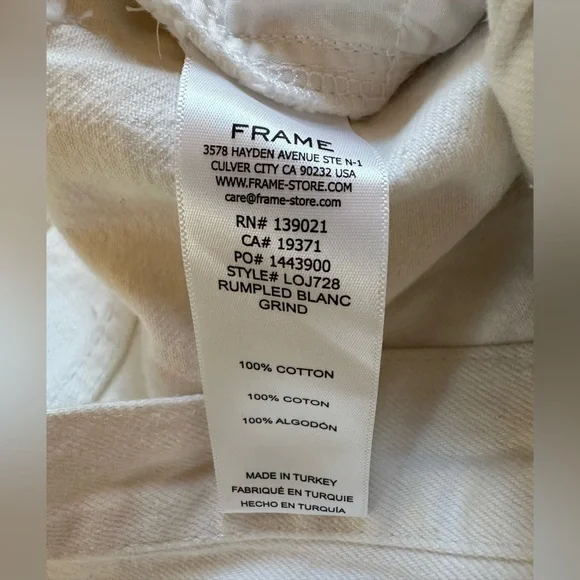 FRAME
3578 HAYDEN AVENUE STE N-1
CULVER CITY CA 90232 USA
WWW.FRAME-STORE.COM
care@frame-store.com
RN# 139021
CA# 19371
PO# 1443900
STYLE# LOJ728
RUMPLED BLANC
GRIND
100% COTTON
100% COTON
100% ALGODÓN
MADE IN TURKEY
FABRIQUÉ EN TURQUIE
HECHO EN TURQUÍA